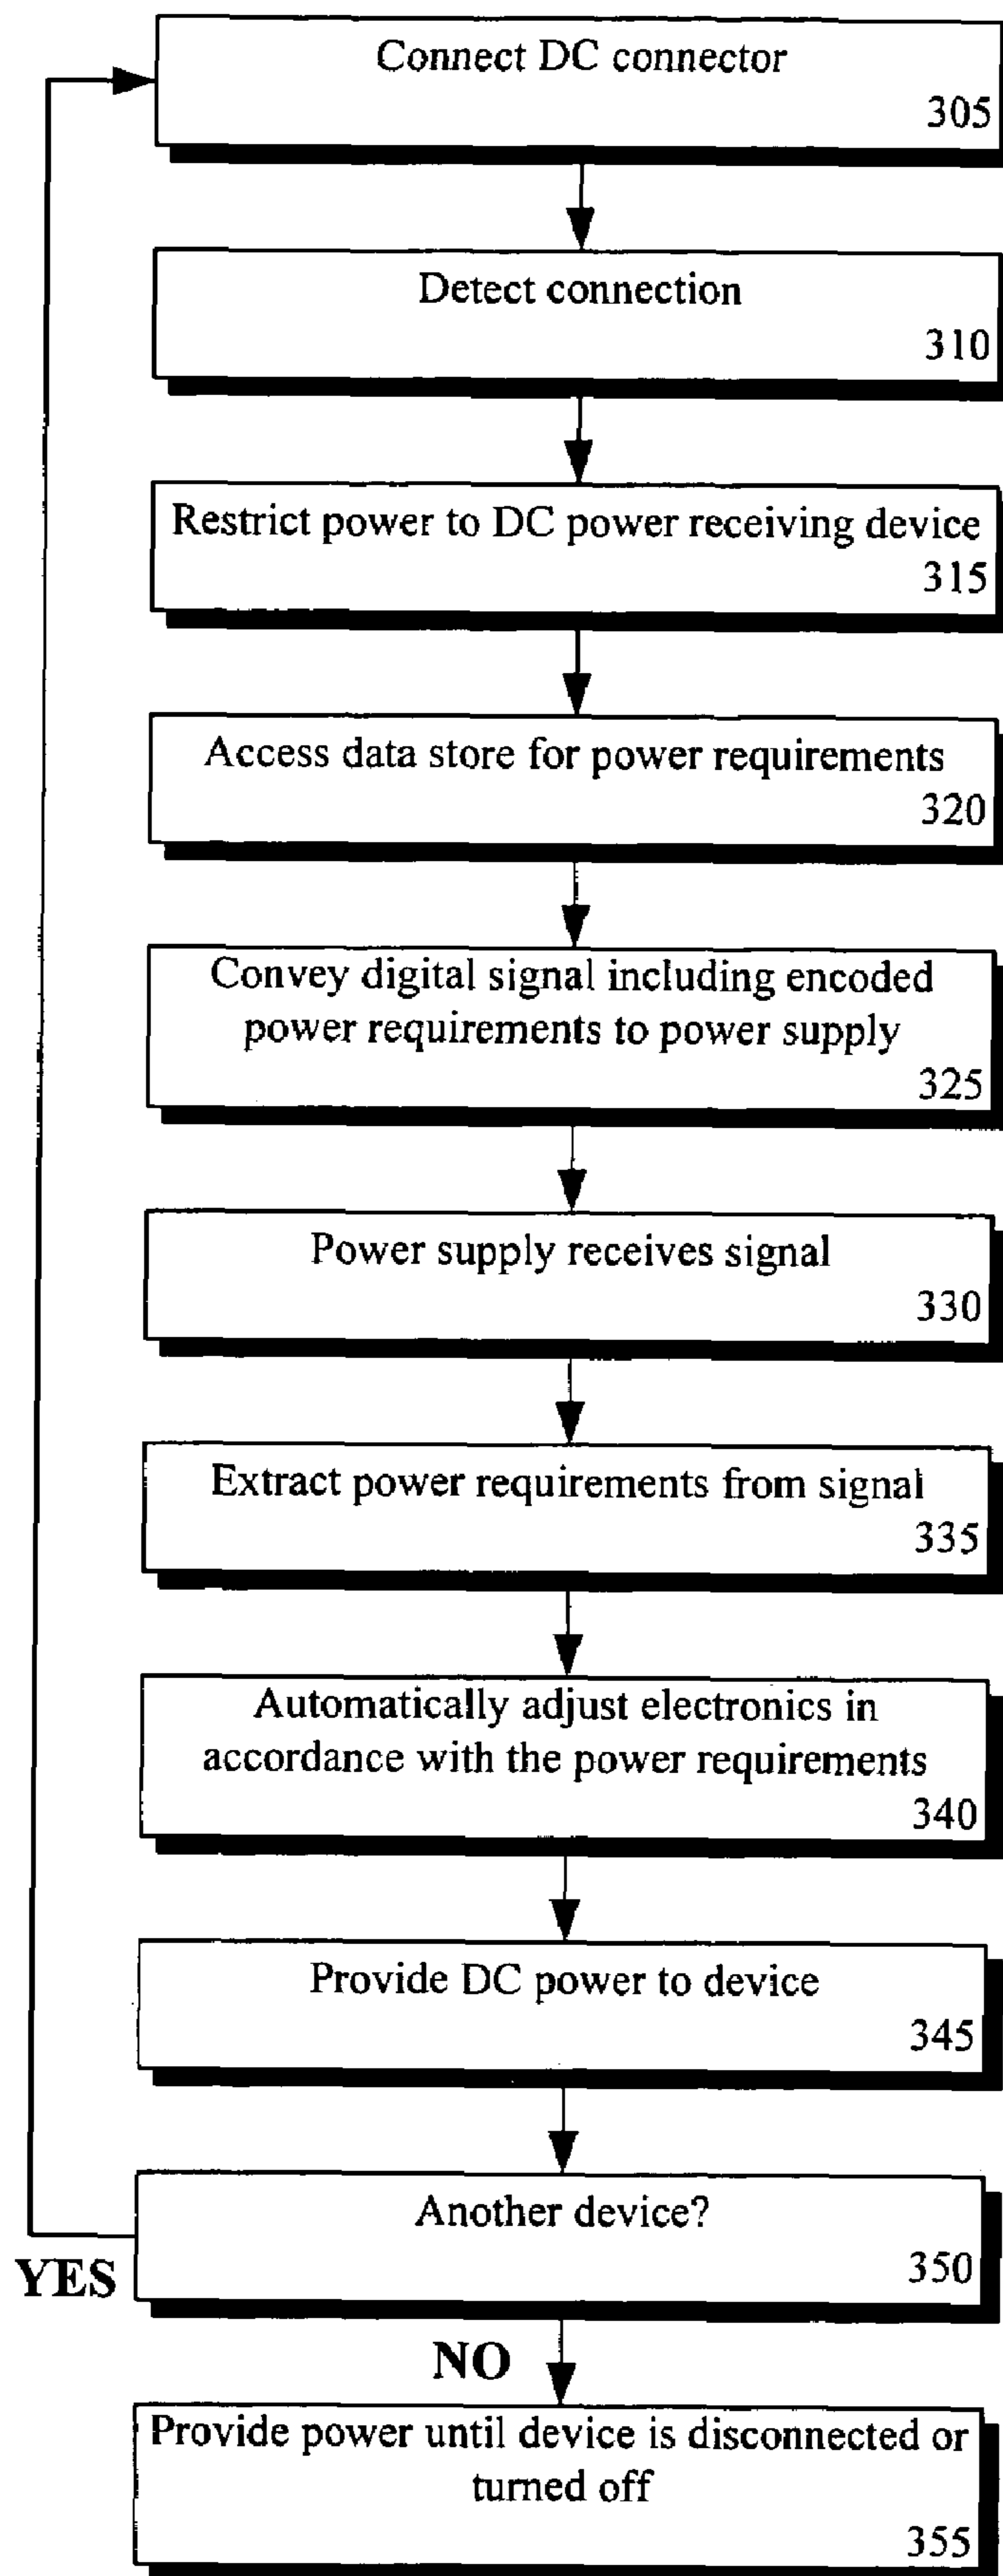 Connect DC connector
305
Detect connection
310
Restrict power to DC power receiving device
315
Access data store for power requirements
320
Convey digital signal including encoded
power requirements to power supply
325
Power supply receives signal
330
Extract power requirements from signal
335
Automatically adjust electronics in
accordance with the power requirements
340
Provide DC power to device
345
Another device?
350
YES
NO
Provide power until device is disconnected or
turned off
355